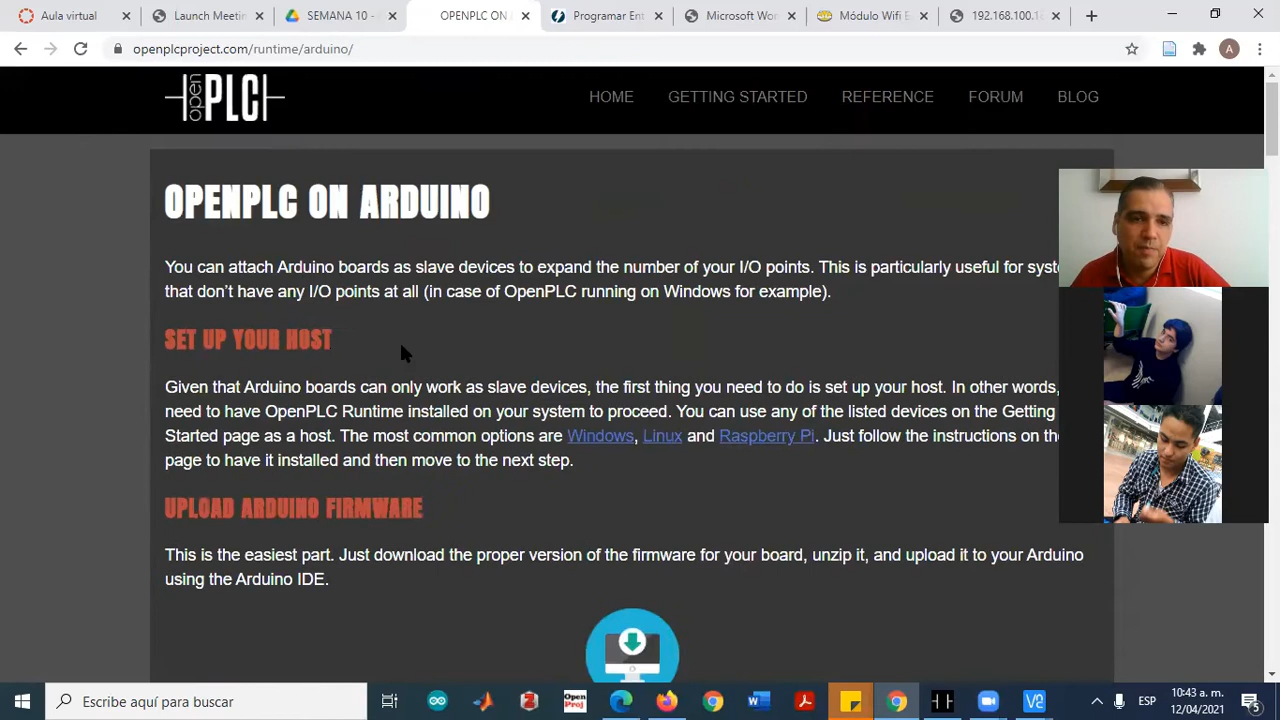 Aula virtual
Launch Meetin
SEMANA 10 -
OPENPLC ON
Programar Ent
Microsoft Wor
Módulo Wifi E
192.168.100.1
openplcproject.com/runtime/arduino/
A
open PLC
HOME
GETTING STARTED
REFERENCE
FORUM
BLOG
OPENPLC ON ARDUINO
You can attach Arduino boards as slave devices to expand the number of your I/O points. This is particularly useful for syste
that don’t have any I/O points at all (in case of OpenPLC running on Windows for example).
SET UP YOUR HOST
Given that Arduino boards can only work as slave devices, the first thing you need to do is set up your host. In other words,
need to have OpenPLC Runtime installed on your system to proceed. You can use any of the listed devices on the Getting
Started page as a host. The most common options are Windows, Linux and Raspberry Pi. Just follow the instructions on the
page to have it installed and then move to the next step.
UPLOAD ARDUINO FIRMWARE
This is the easiest part. Just download the proper version of the firmware for your board, unzip it, and upload it to your Arduino
using the Arduino IDE.
Escribe aquí para buscar
Open Proj
ESP
10:43 a. m.
12/04/2021
5